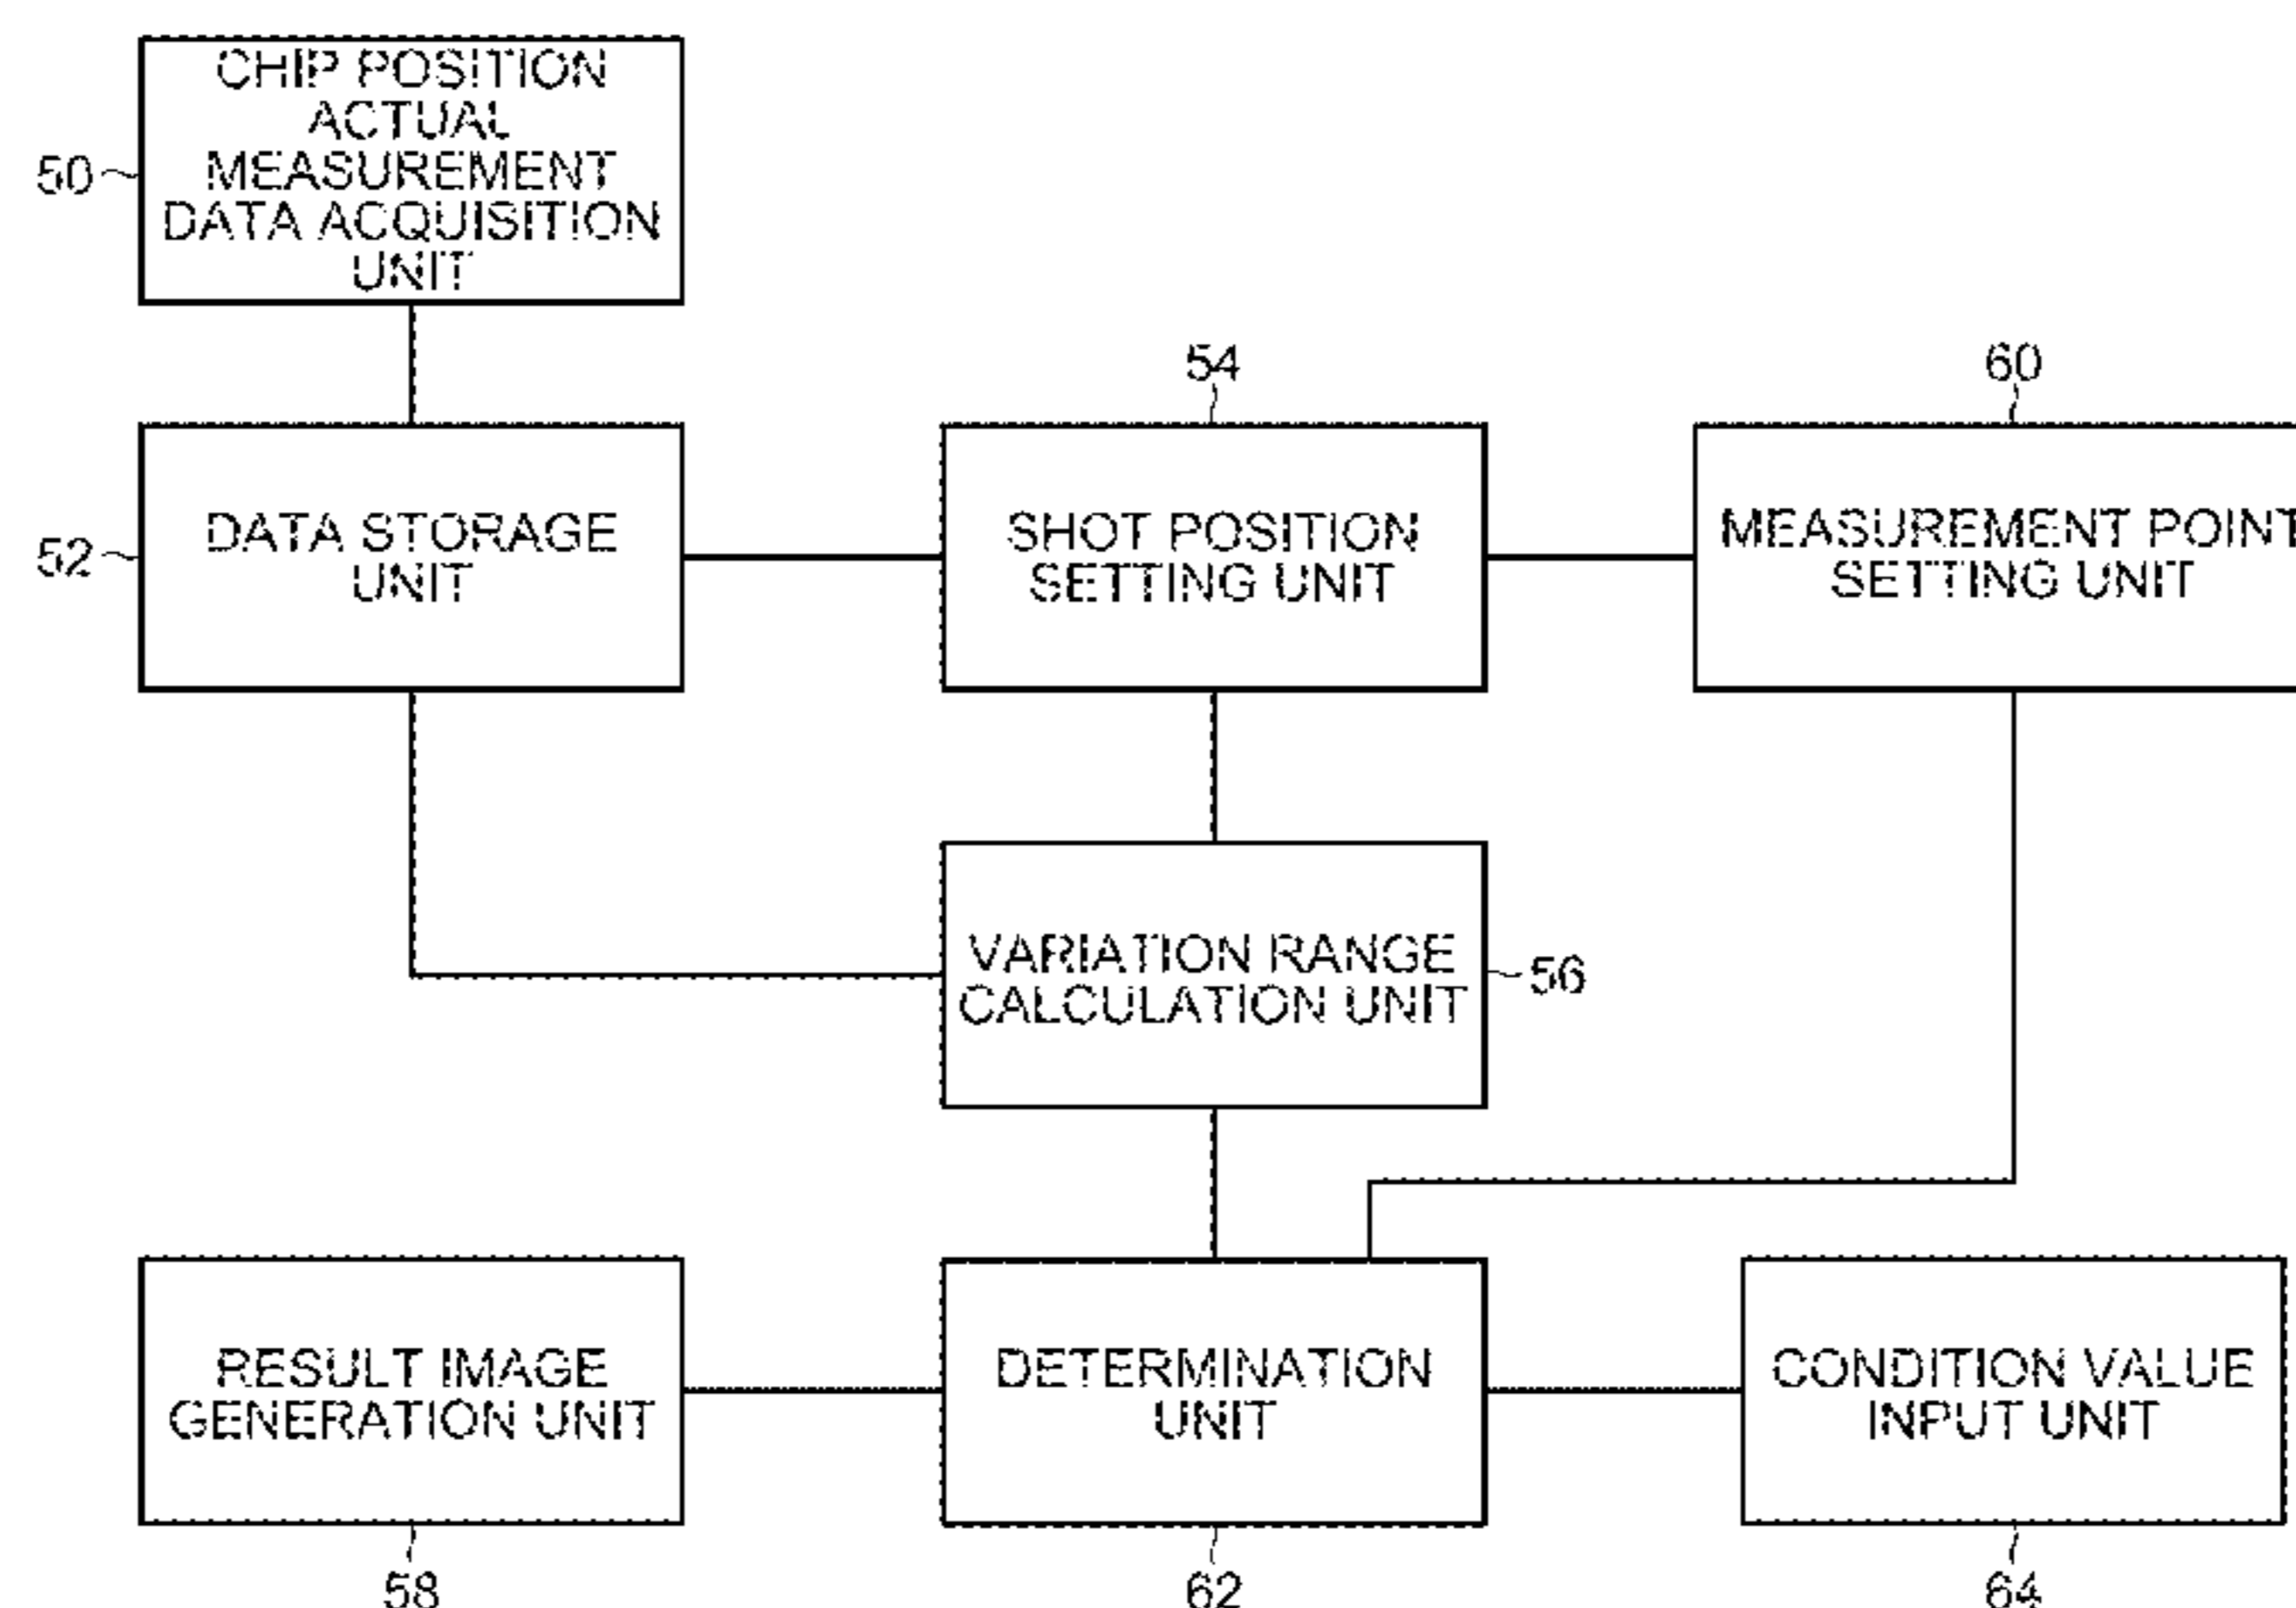 CHIP POSITION
ACTUAL
MEASUREMENT
DATA ACQUISITION
UNIT
50
54
60
52
DATA STORAGE
UNIT
SHOT POSITION
SETTING UNIT
MEASUREMENT POINT
SETTING UNIT
VARIATION RANGE
CALCULATION UNIT
56
RESULT IMAGE
GENERATION UNIT
DETERMINATION
UNIT
CONDITION VALUE
INPUT UNIT
58
62
64